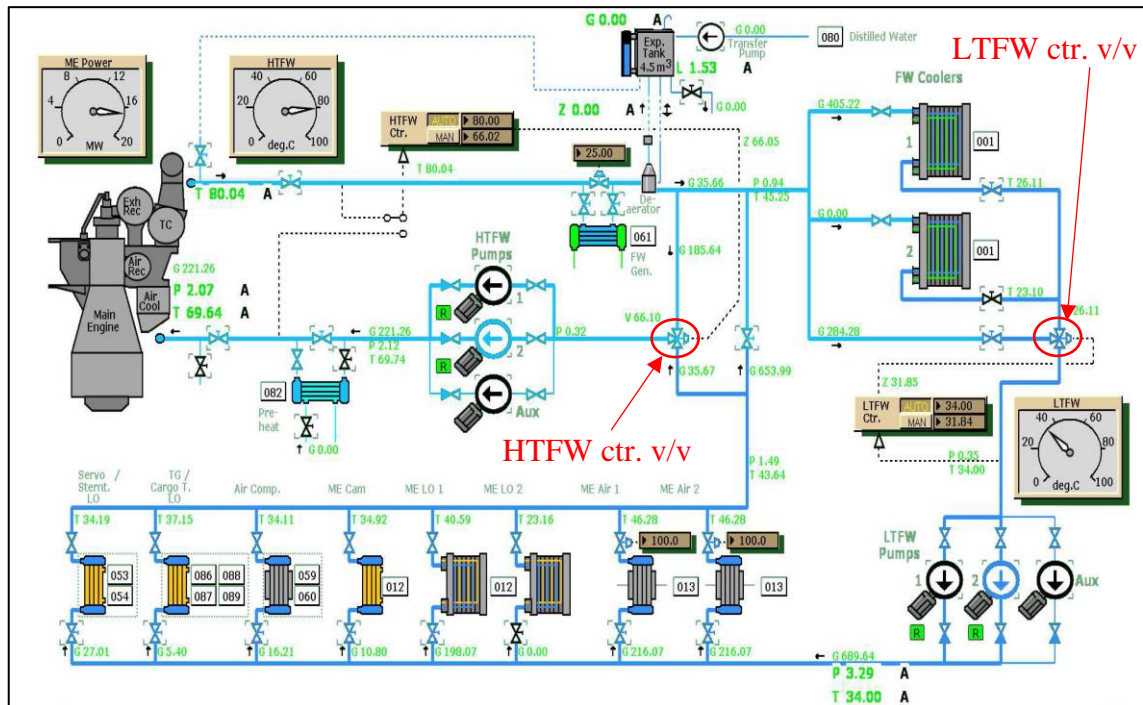 G 0.00 A
G 0.00
Transfer
Pump
080 Distilled Water
LTFW ctr. v/v
Exp.
Tank
4.5 m3
L 1.53 A
G 0.00
Z 0.00 A
ME Power
8 12
4 16
0 20
MW
HTFW
40 60
20 80
0 100
deg.C
HTFW
Ctr.
AUTO 80.00
MAN 66.02
T 80.04
T 80.04 A
25.00
De-
aerator
G 35.66
P 0.94
T 45.25
Z 66.05
FW Coolers
G 405.22
1
001
T 26.11
G 0.00
2
001
T 23.10
26.11
G 284.28
Exh
Rec
TC
Air
Rec
Air
Cool
Main
Engine
G 221.26
P 2.07 A
T 69.64 A
061
FW
Gen.
HTFW
Pumps
1
R
2
R
Aux
G 185.64
V 66.10
P 0.32
G 221.26
P 2.12
T 69.74
G 35.67
G 653.99
HTFW ctr. v/v
082
Pre-
heat
G 0.00
Z 31.85
LTFW
Ctr.
AUTO 34.00
MAN 31.84
P 0.35
T 34.00
LTFW
40 60
20 80
0 100
deg.C
P 1.49
T 43.64
Servo /
Sternt.
LO
TG /
Cargo T.
LO
Air Comp.
ME Cam
ME LO 1
ME LO 2
ME Air 1
ME Air 2
T 34.19
T 37.15
T 34.11
T 34.92
T 40.59
T 23.16
T 46.28
T 46.28
100.0
100.0
053
054
086 088
087 089
059
060
012
012
013
013
LTFW
Pumps
1
2
Aux
R
R
G 27.01
G 5.40
G 16.21
G 10.80
G 198.07
G 0.00
G 216.07
G 216.07
G 689.64
P 3.29 A
T 34.00 A